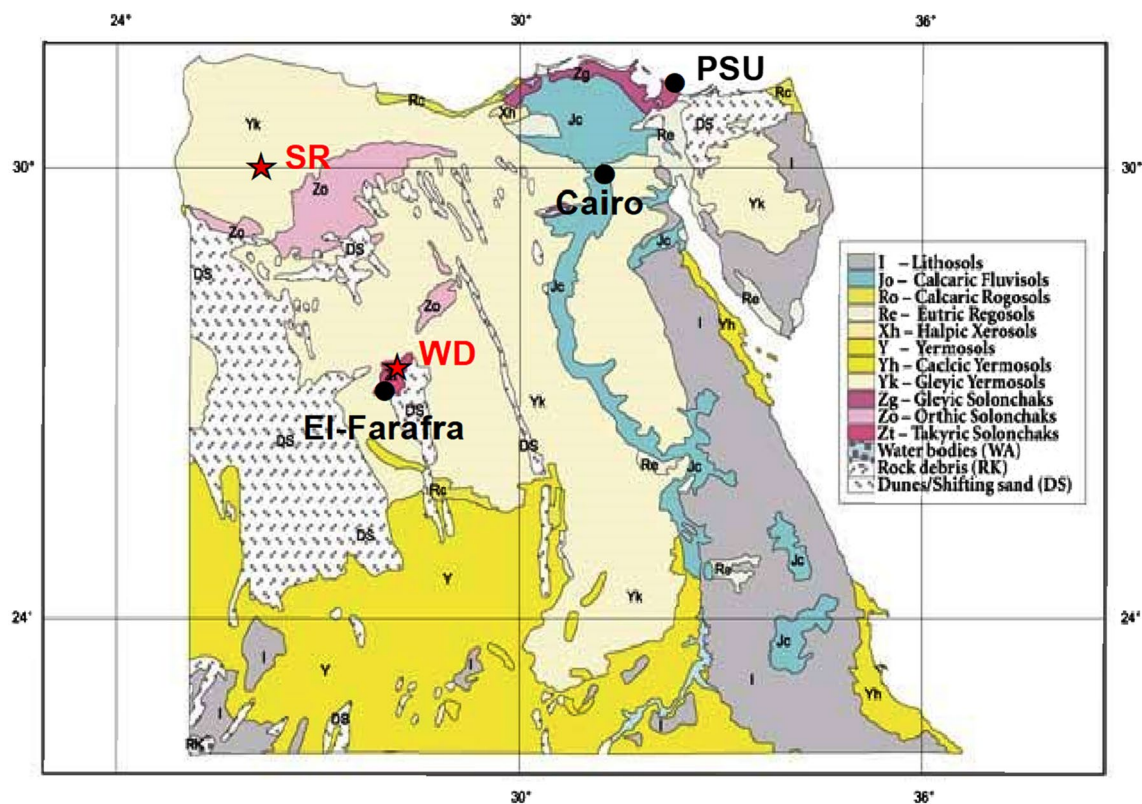 24°
30°
36°
PSU
Zg
Rc
Rc
Xh
Yk
Jc
DS
Re
SR
30°
30°
I
Zo
Cairo
Yk
Zo
DS
Jc
DS
Re
I – Lithosols
Jo – Calcaric Fluvisols
Ro – Calcaric Rogosols
Re – Eutric Regosols
Xh – Halpic Xerosols
Y – Yermosols
Yh – Caclcic Yermosols
Yk – Gleyic Yermosols
Zg – Gleyic Solonchaks
Zo – Orthic Solonchaks
Zt – Takyric Solonchaks
Water bodies (WA)
Rock debris (RK)
Dunes/Shifting sand (DS)
Jc
Zo
I
Yh
WD
Yk
DS
El-Farafra
DS
DS
Re
Jc
Rc
DS
Jc
Re
Y
Yk
24°
24°
Jc
I
I
Y
I
Yh
I
DS
I
RK
24°
30°
36°